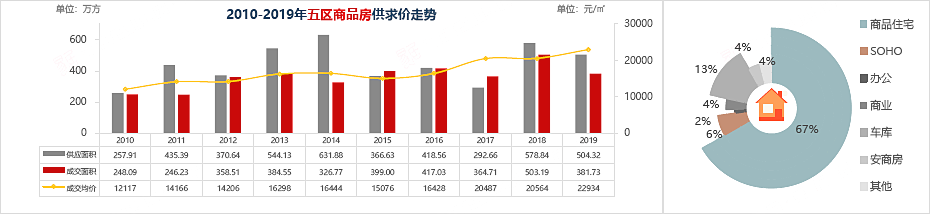 单位：万方
2010-2019年五区商品房供求价走势
单位：元/㎡
600
400
200
0
30000
20000
10000
0
2010 2011 2012 2013 2014 2015 2016 2017 2018 2019
供应面积 257.91 435.39 370.64 544.13 631.88 366.63 418.56 292.66 578.84 504.32
成交面积 248.09 246.23 358.51 384.55 326.77 399.00 417.03 364.71 503.19 381.73
成交均价 12117 14166 14206 16298 16444 15076 16428 20487 20564 22934
4%
4%
13%
4%
2%
6%
67%
商品住宅
SOHO
办公
商业
车库
安商房
其他